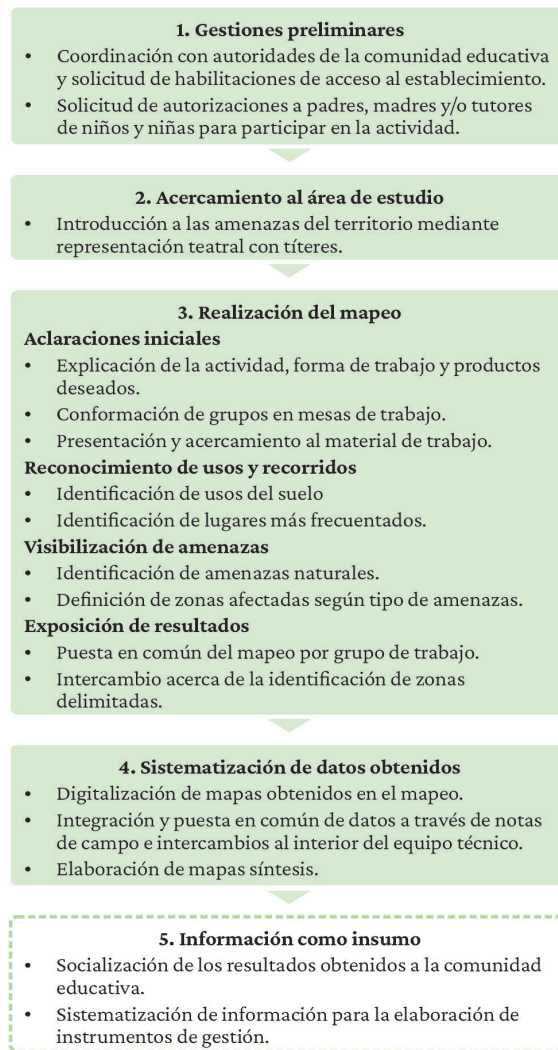 1. Gestiones preliminares
• Coordinación con autoridades de la comunidad educativa
y solicitud de habilitaciones de acceso al establecimiento.
• Solicitud de autorizaciones a padres, madres y/o tutores
de niños y niñas para participar en la actividad.
2. Acercamiento al área de estudio
• Introducción a las amenazas del territorio mediante
representación teatral con títeres.
3. Realización del mapeo
Aclaraciones iniciales
• Explicación de la actividad, forma de trabajo y productos
deseados.
• Conformación de grupos en mesas de trabajo.
• Presentación y acercamiento al material de trabajo.
Reconocimiento de usos y recorridos
• Identificación de usos del suelo
• Identificación de lugares más frecuentados.
Visibilización de amenazas
• Identificación de amenazas naturales.
• Definición de zonas afectadas según tipo de amenazas.
Exposición de resultados
• Puesta en común del mapeo por grupo de trabajo.
• Intercambio acerca de la identificación de zonas
delimitadas.
4. Sistematización de datos obtenidos
• Digitalización de mapas obtenidos en el mapeo.
• Integración y puesta en común de datos a través de notas
de campo e intercambios al interior del equipo técnico.
• Elaboración de mapas síntesis.
5. Información como insumo
• Socialización de los resultados obtenidos a la comunidad
educativa.
• Sistematización de información para la elaboración de
instrumentos de gestión.